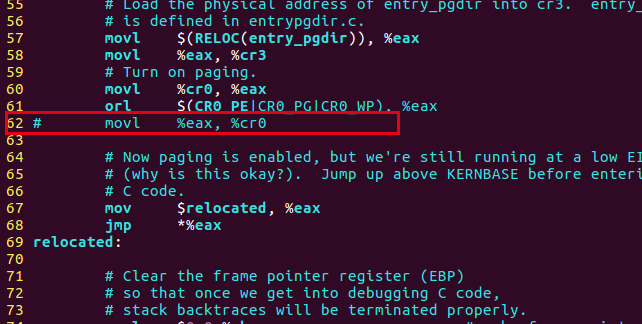 55 # Load the physical address of entry_pgdir into cr3. entry_
56 # is defined in entrypgdir.c.
57 movl $(RELOC(entry_pgdir)), %eax
58 movl %eax, %cr3
59 # Turn on paging.
60 movl %cr0, %eax
61 orl $(CR0_PE|CR0_PG|CR0_WP), %eax
62 # movl %eax, %cr0
63
64 # Now paging is enabled, but we're still running at a low EI
65 # (why is this okay?). Jump up above KERNBASE before enteri
66 # C code.
67 mov $relocated, %eax
68 jmp *%eax
69 relocated:
70
71 # Clear the frame pointer register (EBP)
72 # so that once we get into debugging C code,
73 # stack backtraces will be terminated properly.